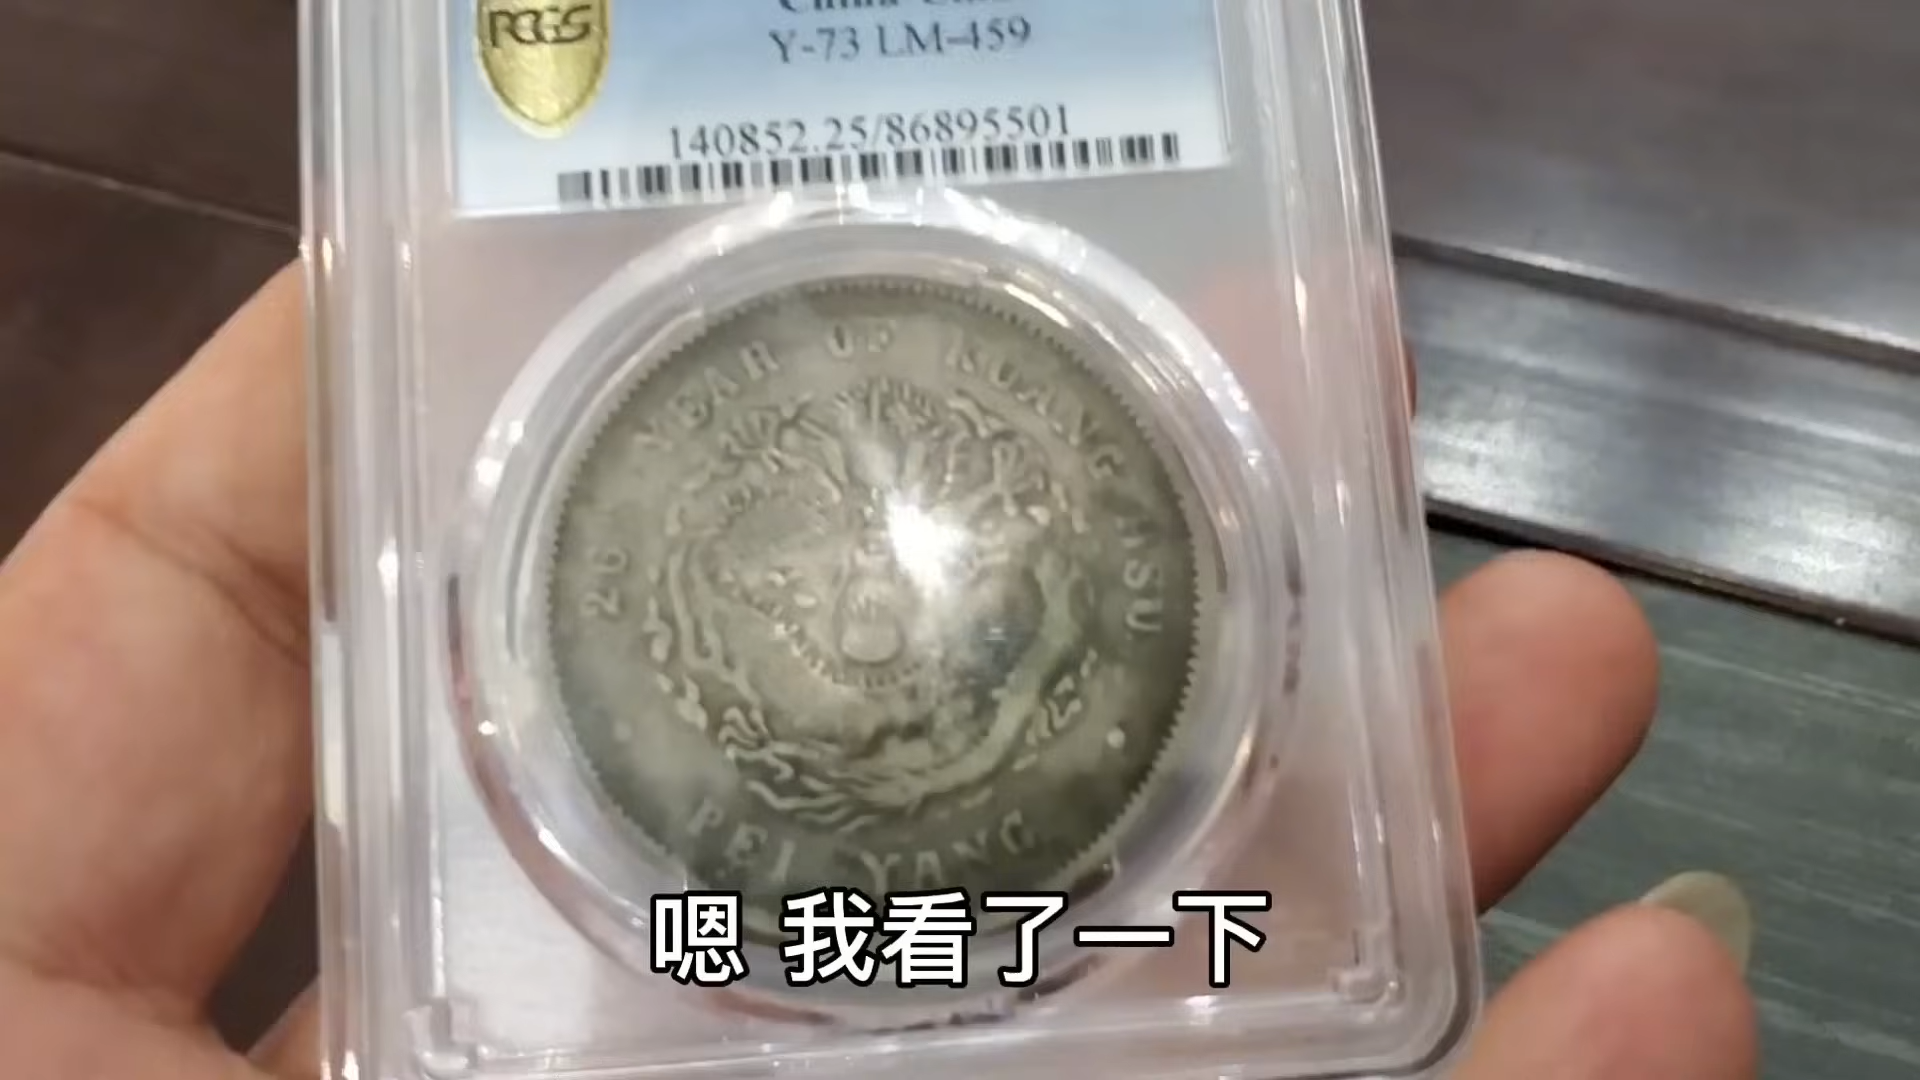 PCGS
Y-73 LM-459
140852.25/86895501
26 YEAR OF KUANG HSU
PEI YANG
嗯 我看了一下